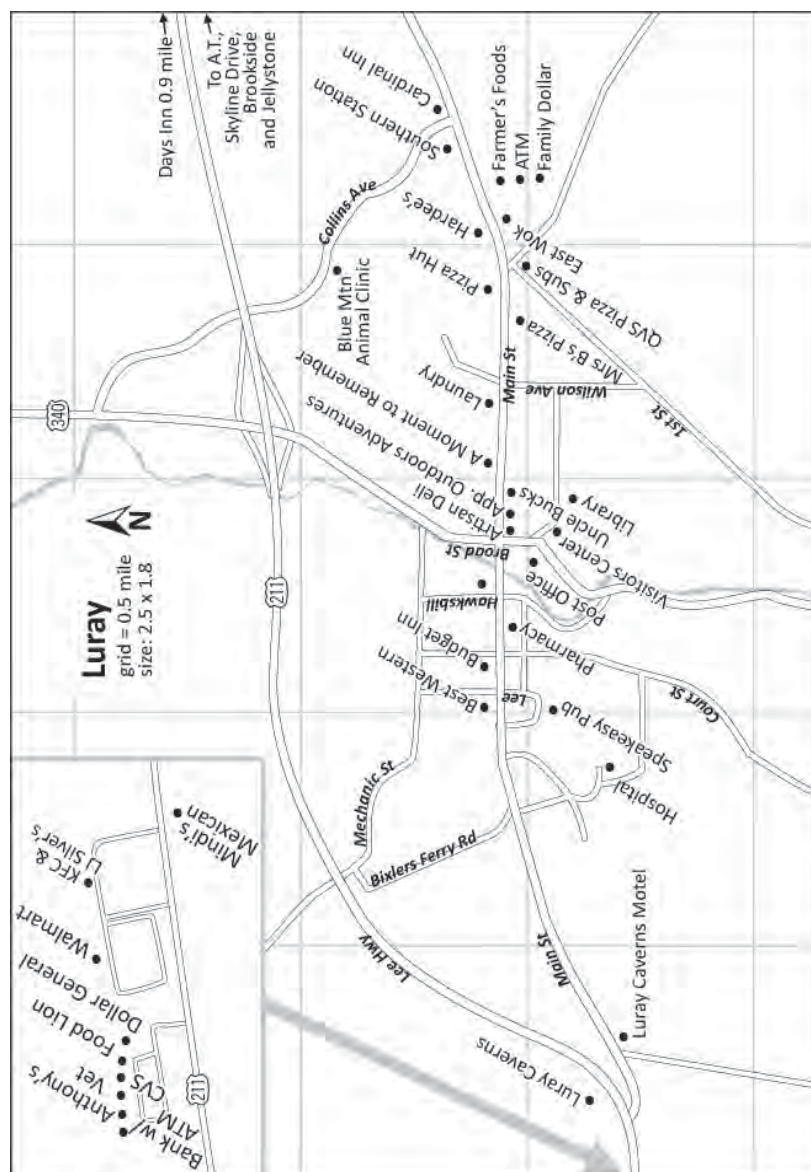 Days Inn 0.9 mile
To A.T.,
Skyline Drive,
Brookside
and Jellystone
Cardinal Inn
Southern Station
Collins Ave
Farmer's Foods
ATM
Family Dollar
Hardee's
East Wok
Pizza Hut
QVS Pizza & Subs
Mrs Bs Pizza
Blue Mtn
Animal Clinic
340
Main St
Laundry
Wilson Ave
1st St
A Moment to Remember
App. Outdoors Adventures
Artisan Deli
Uncle Bucks
Library
Visitors Center
Broad St
Post Office
Hawksbill
Luray
grid = 0.5 mile
size: 2.5 x 1.8
N
211
Budget Inn
Pharmacy
Best Western
Lee
Speakeasy Pub
Court St
Hospital
Mechanic St
Bixlers Ferry Rd
Lee Hwy
Main St
Luray Caverns Motel
Luray Caverns
Mindi's
Mexican
KFC &
LJ Silver's
Walmart
Dollar General
Food Lion
CVS
Vet
Anthony's
Bank w/
ATM
211